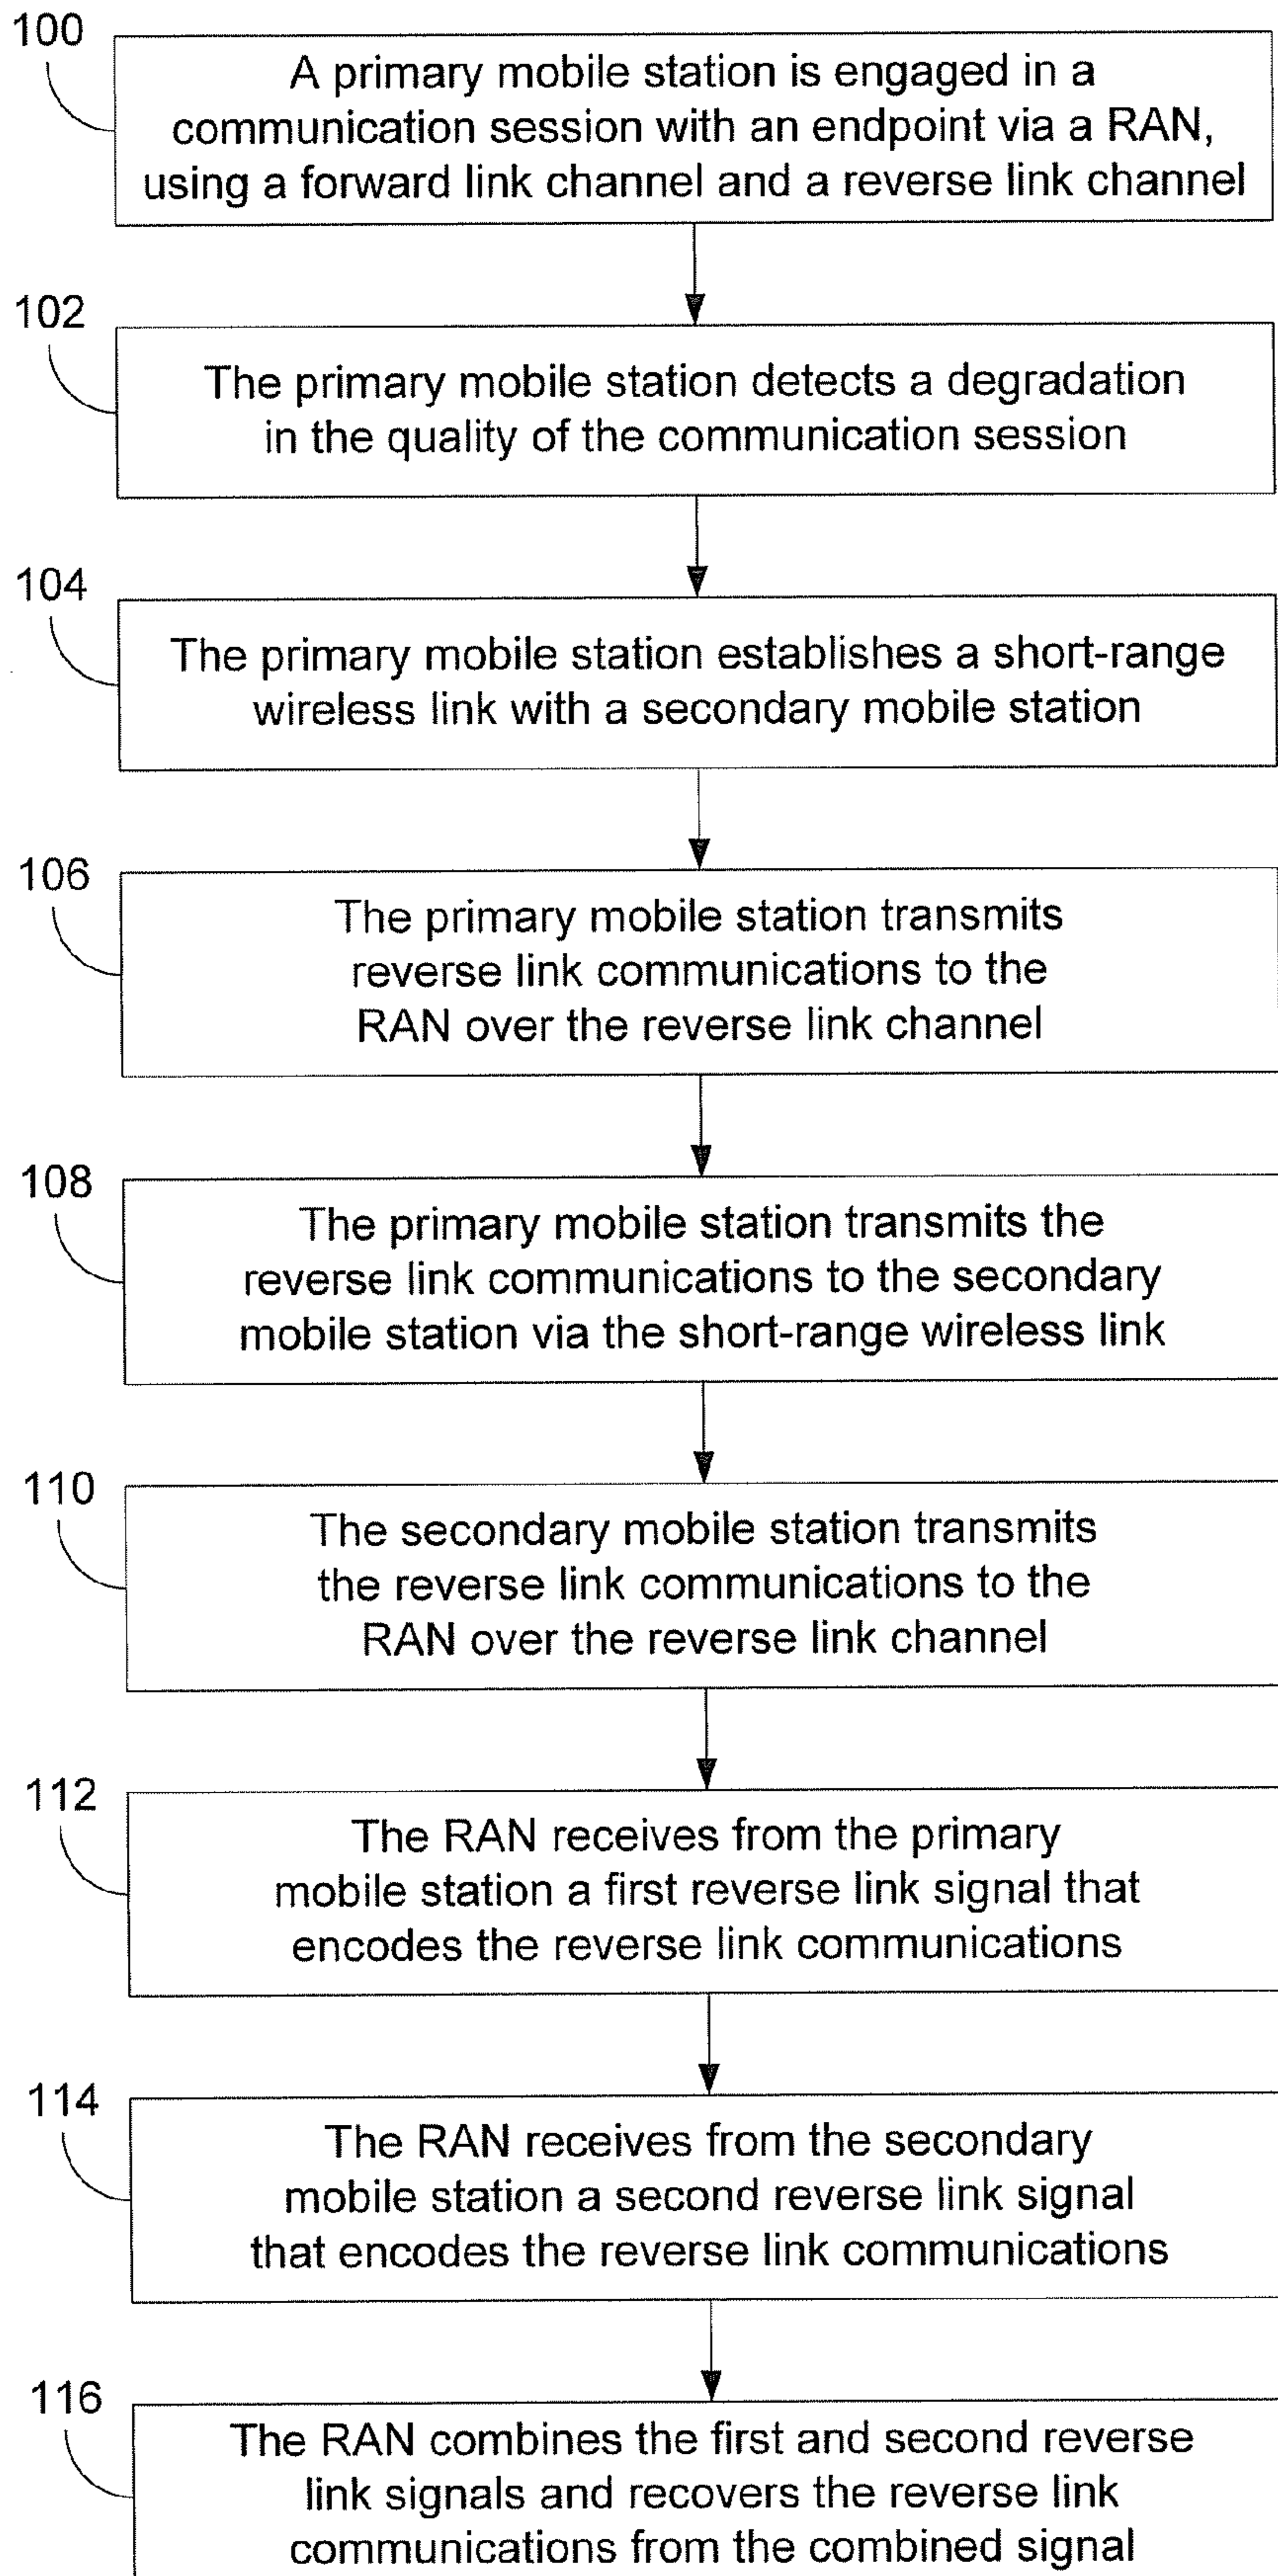 100
A primary mobile station is engaged in a
communication session with an endpoint via a RAN,
using a forward link channel and a reverse link channel
102
The primary mobile station detects a degradation
in the quality of the communication session
104
The primary mobile station establishes a short-range
wireless link with a secondary mobile station
106
The primary mobile station transmits
reverse link communications to the
RAN over the reverse link channel
108
The primary mobile station transmits the
reverse link communications to the secondary
mobile station via the short-range wireless link
110
The secondary mobile station transmits
the reverse link communications to the
RAN over the reverse link channel
112
The RAN receives from the primary
mobile station a first reverse link signal that
encodes the reverse link communications
114
The RAN receives from the secondary
mobile station a second reverse link signal
that encodes the reverse link communications
116
The RAN combines the first and second reverse
link signals and recovers the reverse link
communications from the combined signal